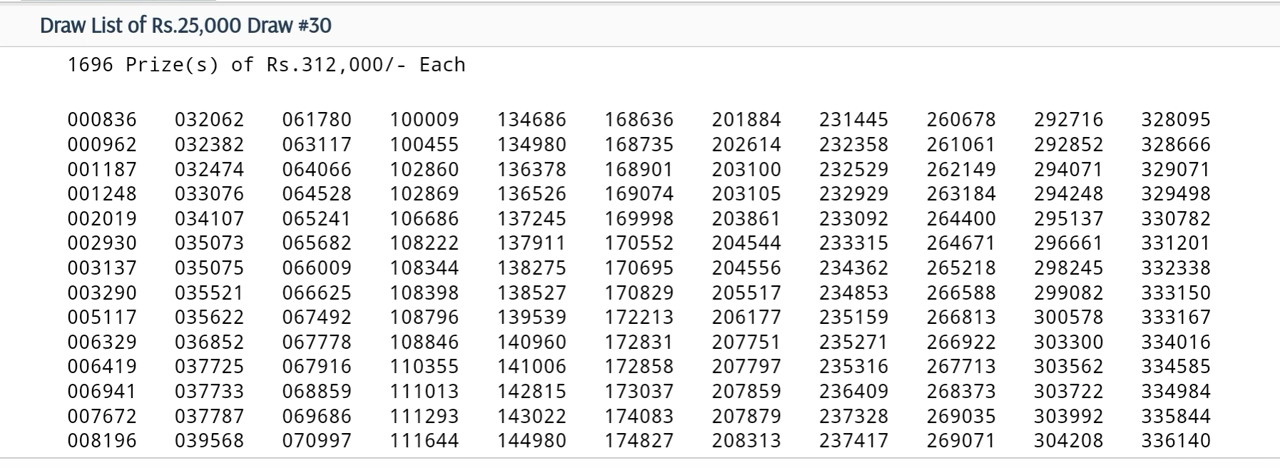 Draw List of Rs.25,000 Draw #30
1696 Prize(s) of Rs.312,000/- Each
000836 032062 061780 100009 134686 168636 201884 231445 260678 292716 328095
000962 032382 063117 100455 134980 168735 202614 232358 261061 292852 328666
001187 032474 064066 102860 136378 168901 203100 232529 262149 294071 329071
001248 033076 064528 102869 136526 169074 203105 232929 263184 294248 329498
002019 034107 065241 106686 137245 169998 203861 233092 264400 295137 330782
002930 035073 065682 108222 137911 170552 204544 233315 264671 296661 331201
003137 035075 066009 108344 138275 170695 204556 234362 265218 298245 332338
003290 035521 066625 108398 138527 170829 205517 234853 266588 299082 333150
005117 035622 067492 108796 139539 172213 206177 235159 266813 300578 333167
006329 036852 067778 108846 140960 172831 207751 235271 266922 303300 334016
006419 037725 067916 110355 141006 172858 207797 235316 267713 303562 334585
006941 037733 068859 111013 142815 173037 207859 236409 268373 303722 334984
007672 037787 069686 111293 143022 174083 207879 237328 269035 303992 335844
008196 039568 070997 111644 144980 174827 208313 237417 269071 304208 336140